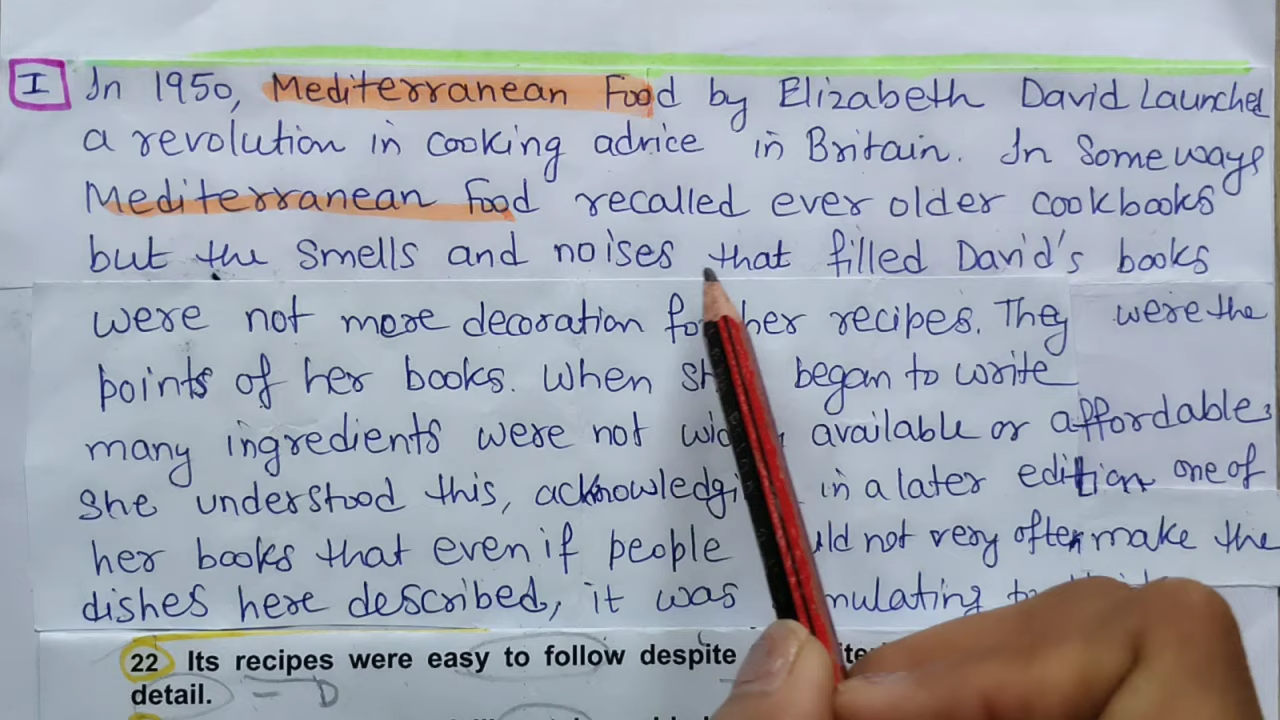 I In 1950, Mediterranean Food by Elizabeth David Launched
a revolution in cooking advice in Britain. In Some ways
Mediterranean Food recalled ever older cookbooks
but the smells and noises that filled David's books
were not more decoration for her recipes. They were the
points of her books. When she began to write
many ingredients were not available or affordable.
She understood this, in a later edition one of
her books that even if people not very often make the
dishes here described, it was
22 Its recipes were easy to follow despite
detail. – D